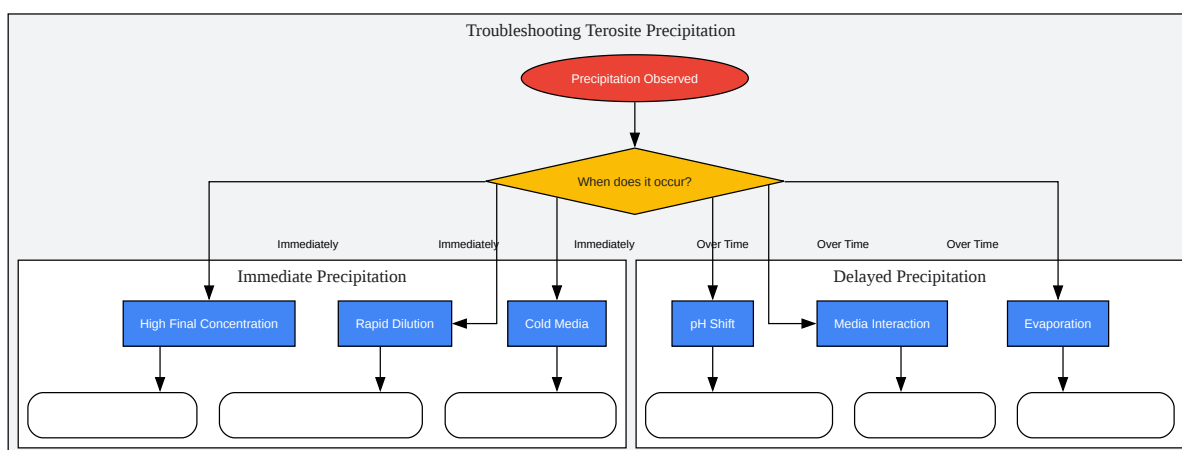 Troubleshooting Terosite Precipitation
Precipitation Observed
When does it occur?
Immediately
Immediately
Immediately
Over Time
Over Time
Over Time
Immediate Precipitation
Delayed Precipitation
High Final Concentration
Rapid Dilution
Cold Media
pH Shift
Media Interaction
Evaporation